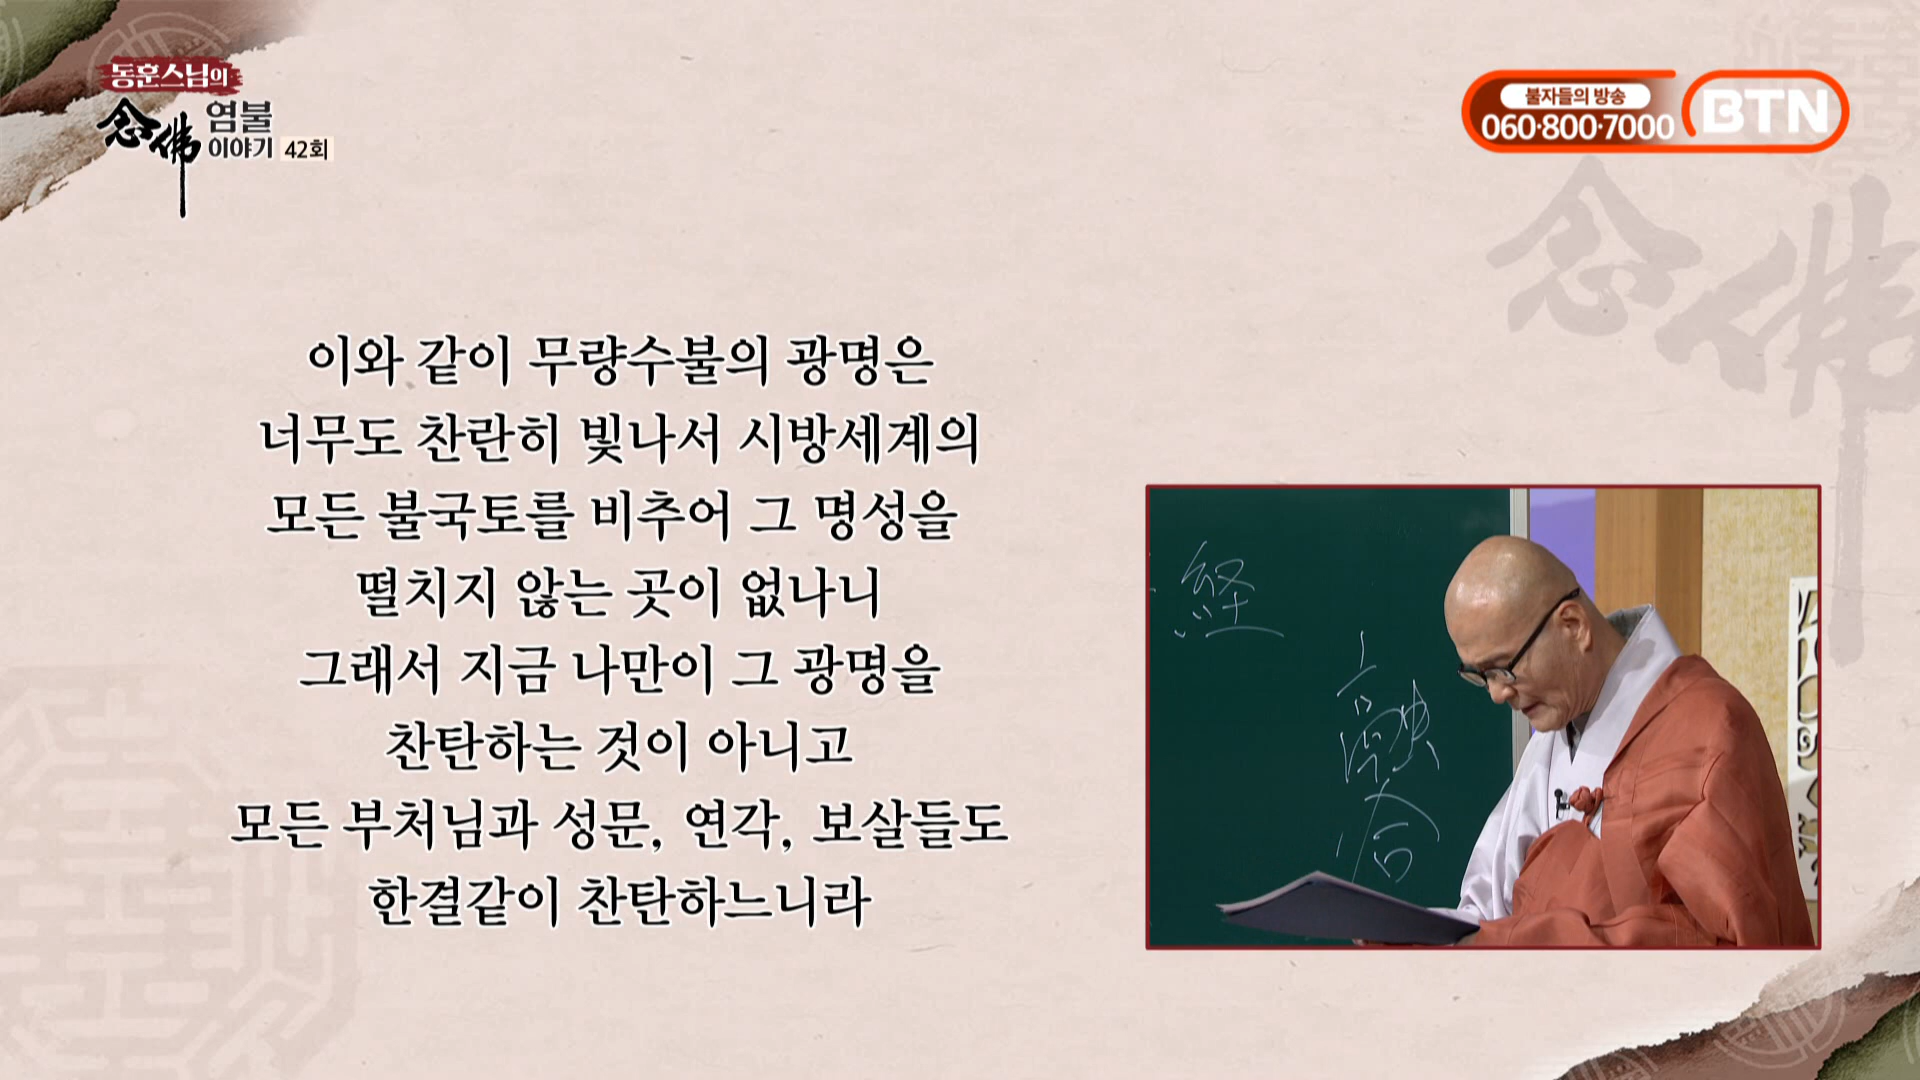 동훈스님의
念佛
염불
이야기 42회
불자들의 방송
060·800·7000
BTN
念佛
이와 같이 무량수불의 광명은
너무도 찬란히 빛나서 시방세계의
모든 불국토를 비추어 그 명성을
떨치지 않는 곳이 없나니
그래서 지금 나만이 그 광명을
찬탄하는 것이 아니고
모든 부처님과 성문, 연각, 보살들도
한결같이 찬탄하느니라
経
融
合